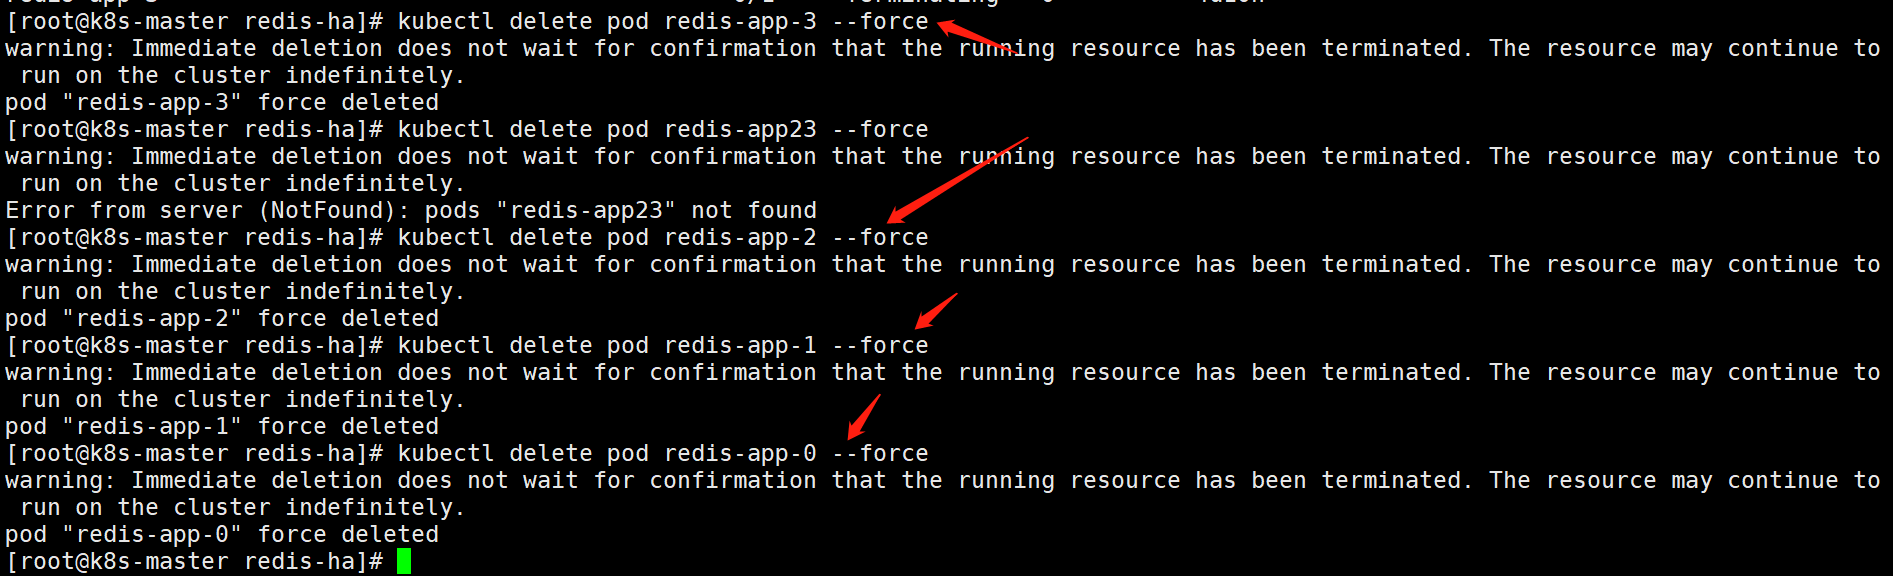 [root@k8s-master redis-ha]# kubectl delete pod redis-app-3 --force
warning: Immediate deletion does not wait for confirmation that the running resource has been terminated. The resource may continue to
 run on the cluster indefinitely.
pod "redis-app-3" force deleted
[root@k8s-master redis-ha]# kubectl delete pod redis-app23 --force
warning: Immediate deletion does not wait for confirmation that the running resource has been terminated. The resource may continue to
 run on the cluster indefinitely.
Error from server (NotFound): pods "redis-app23" not found
[root@k8s-master redis-ha]# kubectl delete pod redis-app-2 --force
warning: Immediate deletion does not wait for confirmation that the running resource has been terminated. The resource may continue to
 run on the cluster indefinitely.
pod "redis-app-2" force deleted
[root@k8s-master redis-ha]# kubectl delete pod redis-app-1 --force
warning: Immediate deletion does not wait for confirmation that the running resource has been terminated. The resource may continue to
 run on the cluster indefinitely.
pod "redis-app-1" force deleted
[root@k8s-master redis-ha]# kubectl delete pod redis-app-0 --force
warning: Immediate deletion does not wait for confirmation that the running resource has been terminated. The resource may continue to
 run on the cluster indefinitely.
pod "redis-app-0" force deleted
[root@k8s-master redis-ha]#